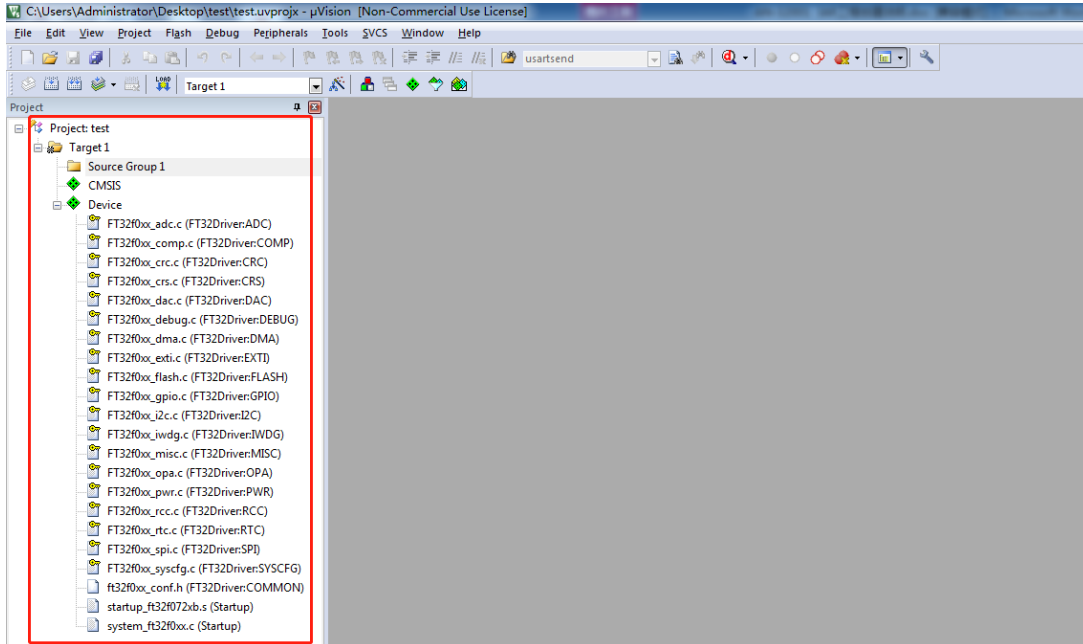 C:\Users\Administrator\Desktop\test\test.uvprojx - µVision [Non-Commercial Use License]
File Edit View Project Flash Debug Peripherals Tools SVCS Window Help
usartsend
LOAD Target 1
Project
Project: test
Target 1
Source Group 1
CMSIS
Device
FT32f0xx_adc.c (FT32Driver:ADC)
FT32f0xx_comp.c (FT32Driver:COMP)
FT32f0xx_crc.c (FT32Driver:CRC)
FT32f0xx_crs.c (FT32Driver:CRS)
FT32f0xx_dac.c (FT32Driver:DAC)
FT32f0xx_debug.c (FT32Driver:DEBUG)
FT32f0xx_dma.c (FT32Driver:DMA)
FT32f0xx_exti.c (FT32Driver:EXTI)
FT32f0xx_flash.c (FT32Driver:FLASH)
FT32f0xx_gpio.c (FT32Driver:GPIO)
FT32f0xx_i2c.c (FT32Driver:I2C)
FT32f0xx_iwdg.c (FT32Driver:IWDG)
FT32f0xx_misc.c (FT32Driver:MISC)
FT32f0xx_opa.c (FT32Driver:OPA)
FT32f0xx_pwr.c (FT32Driver:PWR)
FT32f0xx_rcc.c (FT32Driver:RCC)
FT32f0xx_rtc.c (FT32Driver:RTC)
FT32f0xx_spi.c (FT32Driver:SPI)
FT32f0xx_syscfg.c (FT32Driver:SYSCFG)
ft32f0xx_conf.h (FT32Driver:COMMON)
startup_ft32f072xb.s (Startup)
system_ft32f0xx.c (Startup)